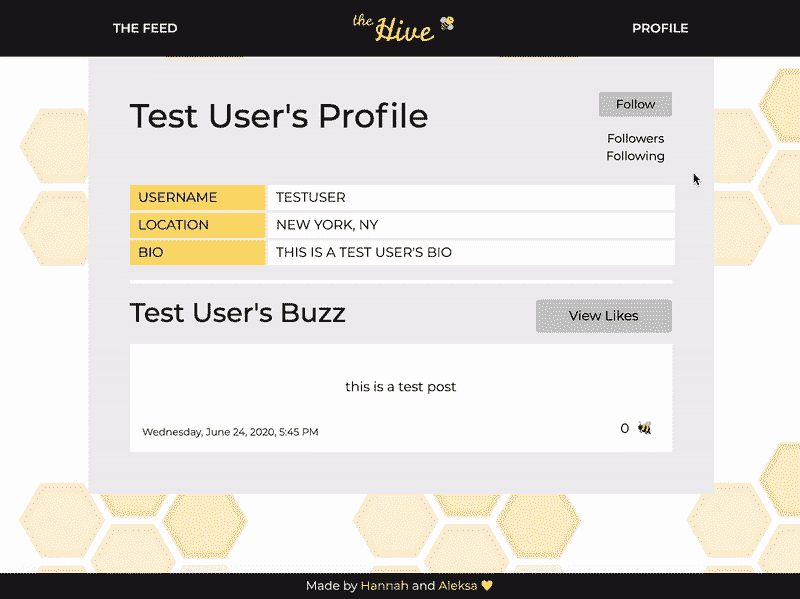 THE FEED
the Hive
PROFILE
Test User's Profile
Follow
Followers
Following
USERNAME TESTUSER
LOCATION NEW YORK, NY
BIO THIS IS A TEST USER'S BIO
Test User's Buzz
View Likes
this is a test post
Wednesday, June 24, 2020, 5:45 PM
0
Made by Hannah and Aleksa 💛